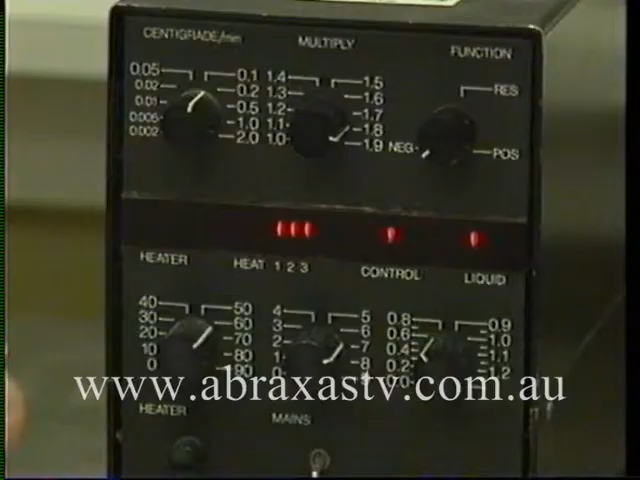 CENTIGRADE/min MULTIPLY FUNCTION
0.05 0.1 1.4 1.5 RES
0.02 0.2 1.3 1.6
0.01 0.5 1.2 1.7
0.005 1.0 1.1 1.8
0.002 2.0 1.0 1.9 NEG POS
HEATER HEAT 1 2 3 CONTROL LIQUID
40 50 4 5 0.8 0.9
30 60 3 6 0.6 1.0
20 70 2 7 0.4 1.1
10 80 1 8 0.2 1.2
0 90 0
www.abraxastv.com.au
HEATER MAINS